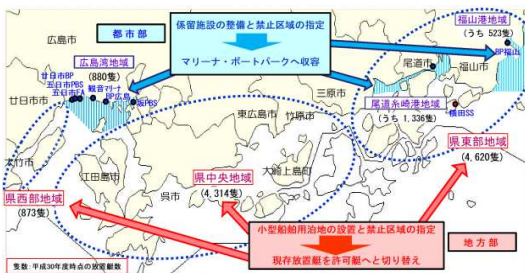 都市部
係留施設の整備と禁止区域の指定
マリーナ・ボートパークへ収容
福山港地域
(うち 523隻)
BP福山
広島市
広島湾地域
(880隻)
廿日市BP
五日市PBS
五日市FA
観音マリーナ
BP広島
坂PBS
廿日市市
尾道市
福山市
三原市
尾道糸崎港地域
(うち 1,336隻)
横田SS
東広島市
竹原市
県東部地域
(4,620隻)
大竹市
江田島市
呉市
県中央地域
(4,314隻)
大崎上島町
県西部地域
(873隻)
小型船舶用泊地の設置と禁止区域の指定
現存放置艇を許可艇へと切り替え
地方部
隻数:平成30年度時点の放置艇数